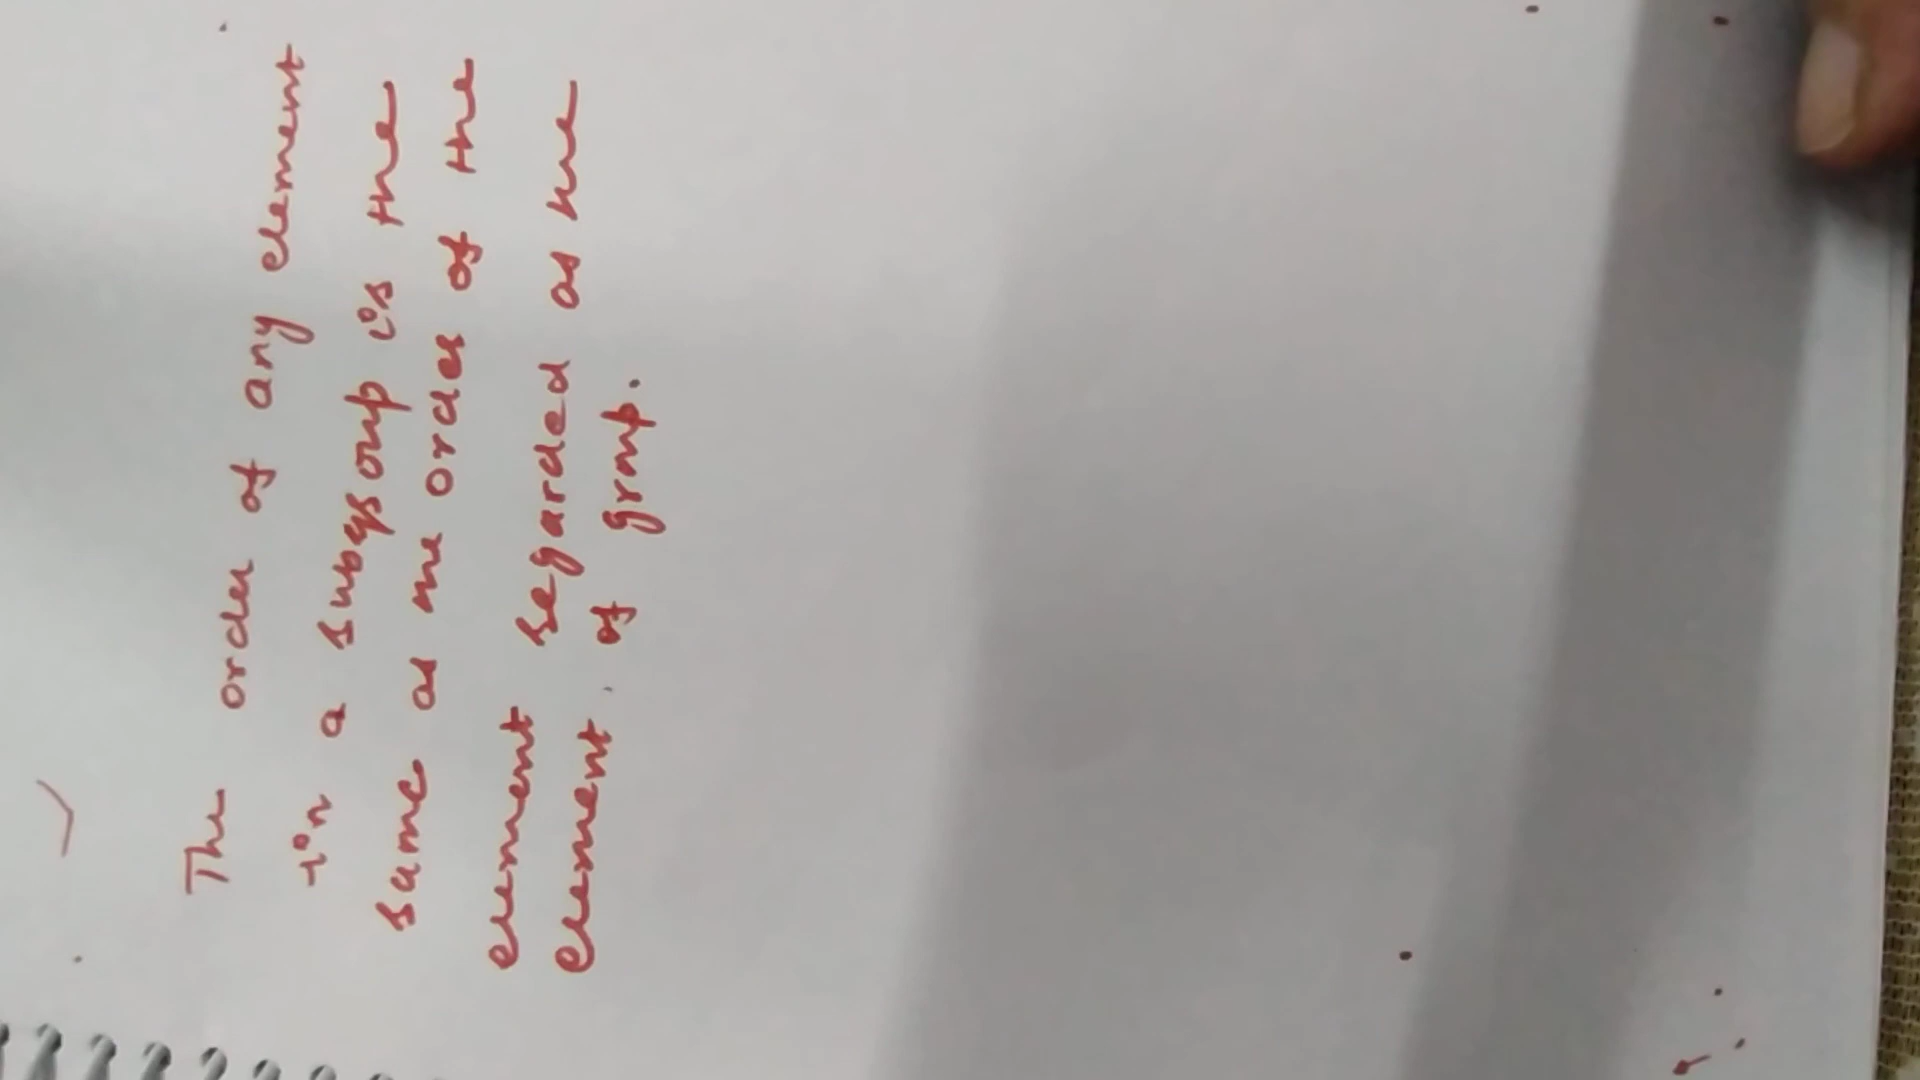 The order of any element
in a subgroup is the
same as the order of the
element regarded as the
element of group.